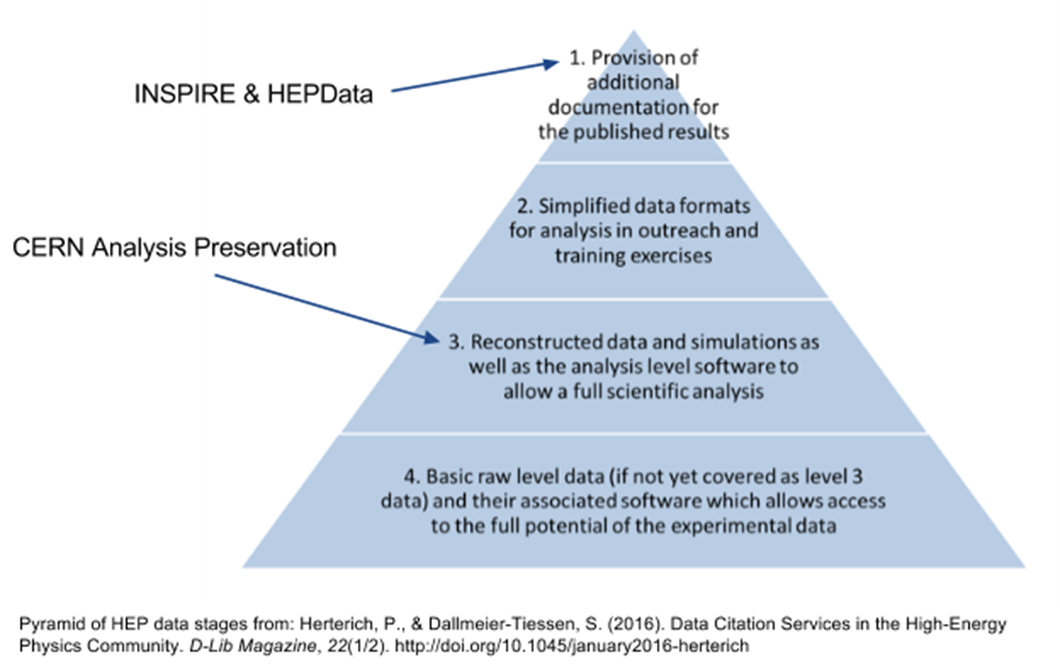 1. Provision of
additional
documentation for
the published results
INSPIRE & HEPData
2. Simplified data formats
for analysis in outreach and
training exercises
CERN Analysis Preservation
3. Reconstructed data and simulations as
well as the analysis level software to
allow a full scientific analysis
4. Basic raw level data (if not yet covered as level 3
data) and their associated software which allows access
to the full potential of the experimental data
Pyramid of HEP data stages from: Herterich, P., & Dallmeier-Tiessen, S. (2016). Data Citation Services in the High-Energy
Physics Community. D-Lib Magazine, 22(1/2). http://doi.org/10.1045/january2016-herterich